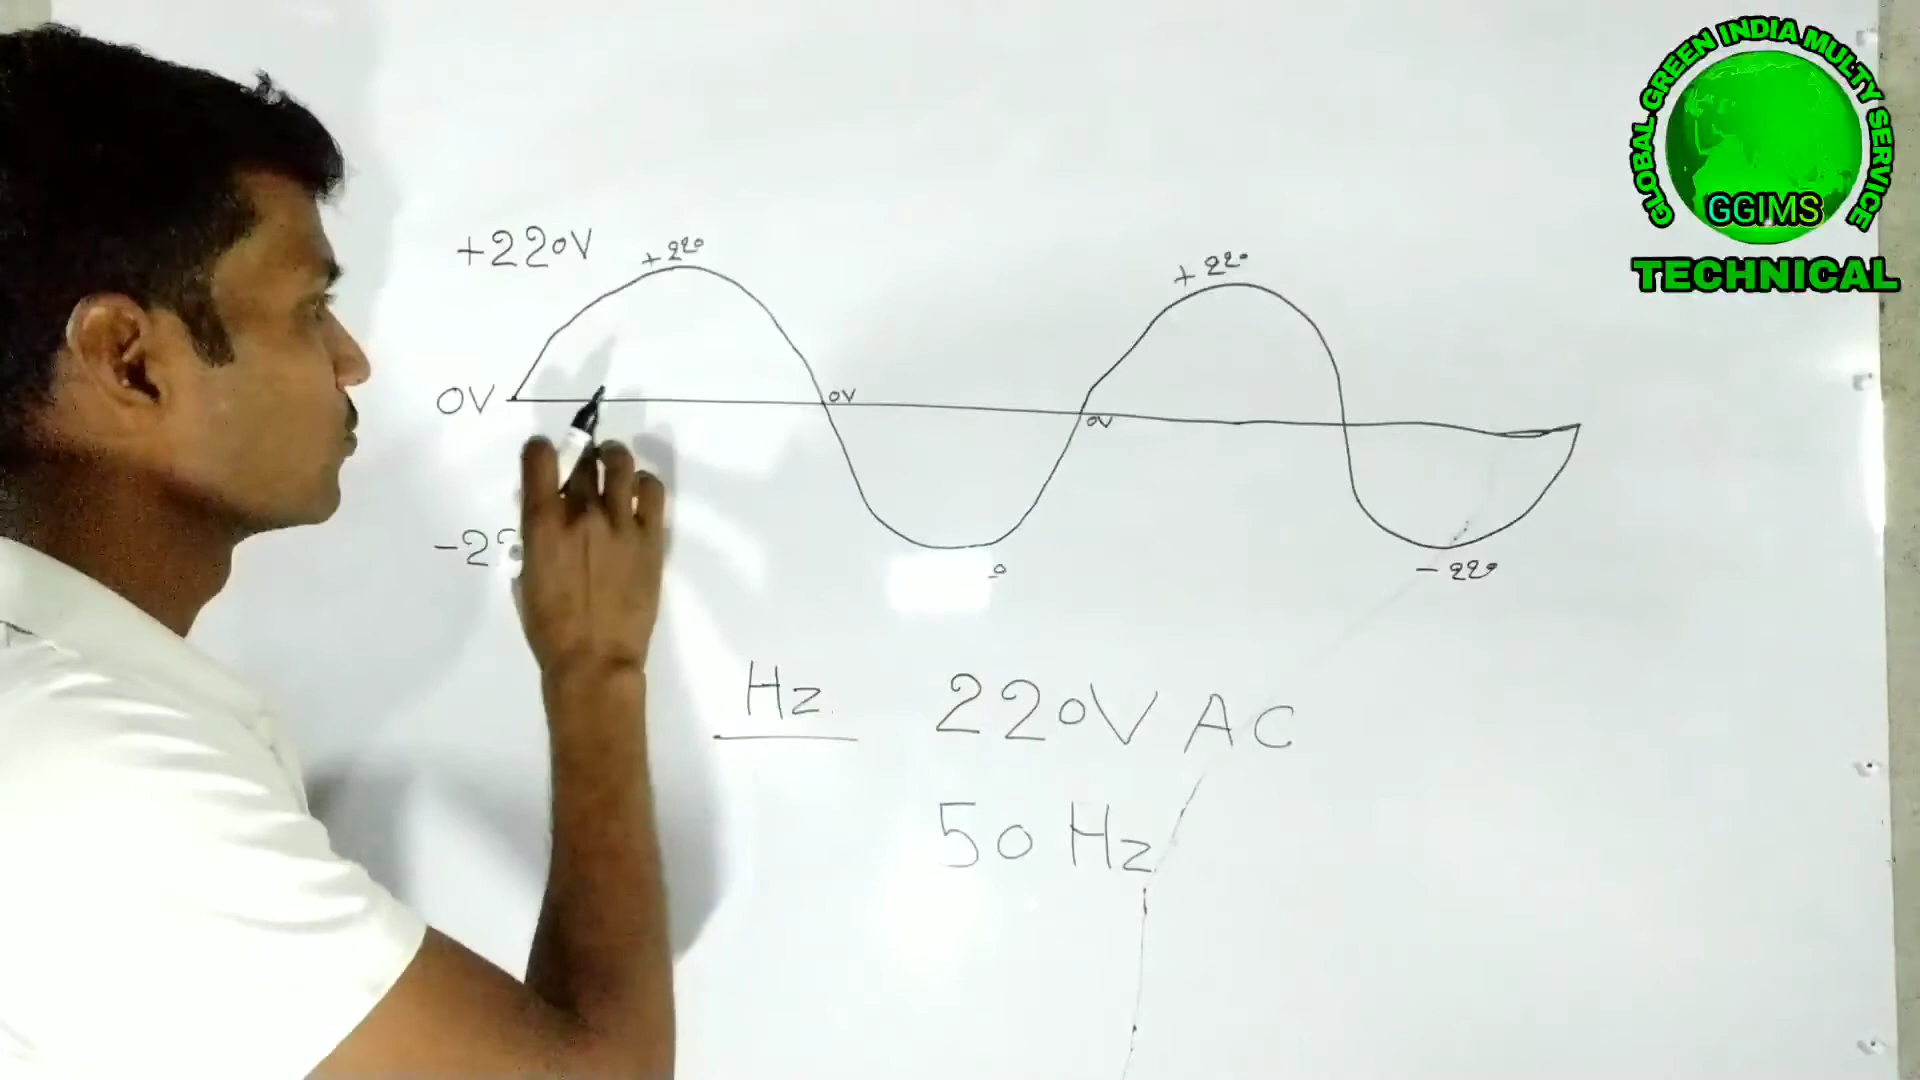 GLOBAL GREEN INDIA MULTY SERVICE
GGIMS
TECHNICAL
+220V
+220
+220
0V
0V
0V
-220
Hz
220V AC
50 Hz